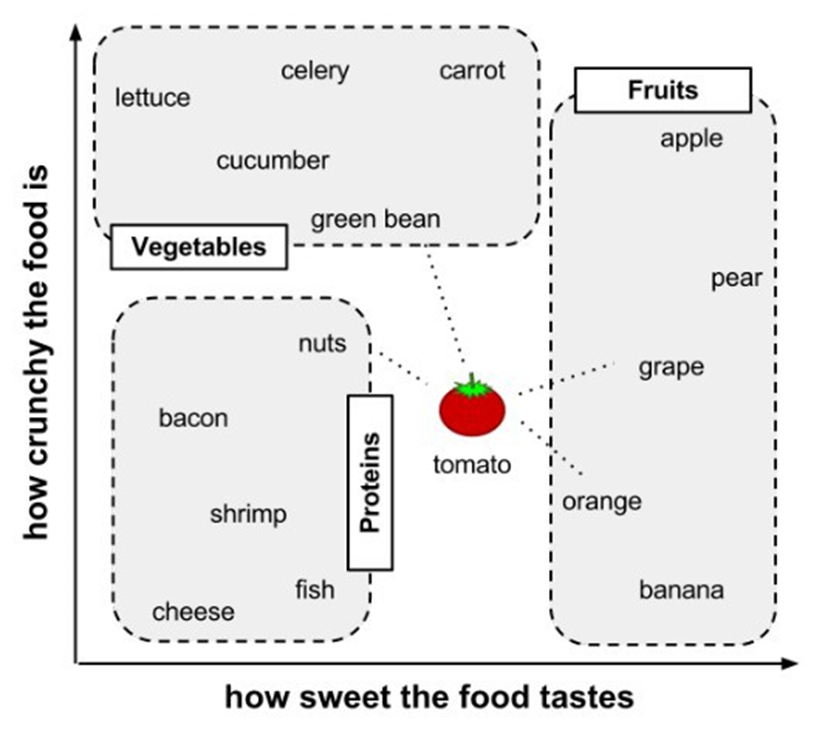 celery
carrot
lettuce
cucumber
green bean
Vegetables
Fruits
apple
pear
grape
orange
banana
nuts
bacon
shrimp
fish
cheese
Proteins
tomato
how crunchy the food is
how sweet the food tastes